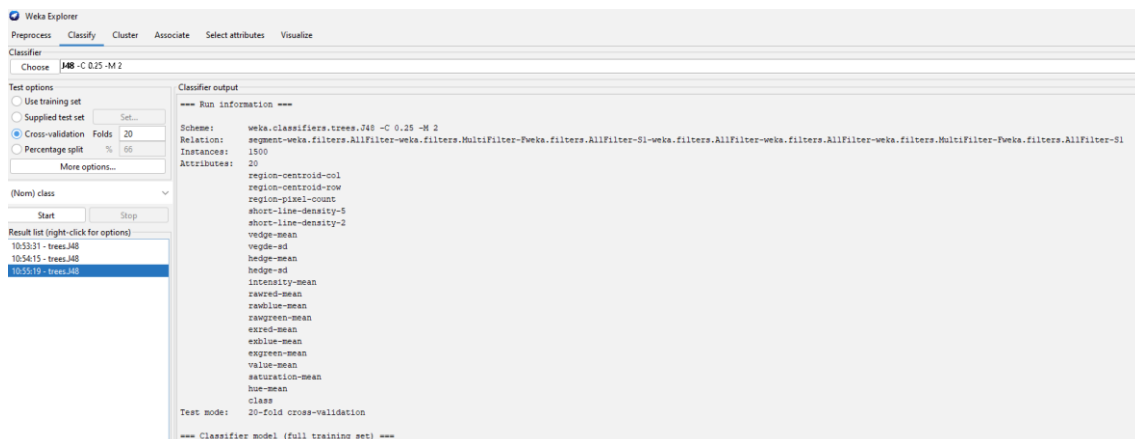 Weka Explorer
Preprocess Classify Cluster Associate Select attributes Visualize
Classifier
Choose J48 -C 0.25 -M 2
Test options
Use training set
Supplied test set Set...
Cross-validation Folds 20
Percentage split % 66
More options...
(Nom) class
Start Stop
Result list (right-click for options)
10:53:31 - trees.J48
10:54:15 - trees.J48
10:55:19 - trees.J48
Classifier output
=== Run information ===
Scheme: weka.classifiers.trees.J48 -C 0.25 -M 2
Relation: segment-weka.filters.AllFilter-weka.filters.MultiFilter-Fweka.filters.AllFilter-S1-weka.filters.AllFilter-weka.filters.AllFilter-weka.filters.MultiFilter-Fweka.filters.AllFilter-S1
Instances: 1500
Attributes: 20
region-centroid-col
region-centroid-row
region-pixel-count
short-line-density-5
short-line-density-2
vedge-mean
vegde-sd
hedge-mean
hedge-sd
intensity-mean
rawred-mean
rawblue-mean
rawgreen-mean
exred-mean
exblue-mean
exgreen-mean
value-mean
saturation-mean
hue-mean
class
Test mode: 20-fold cross-validation
=== Classifier model (full training set) ===